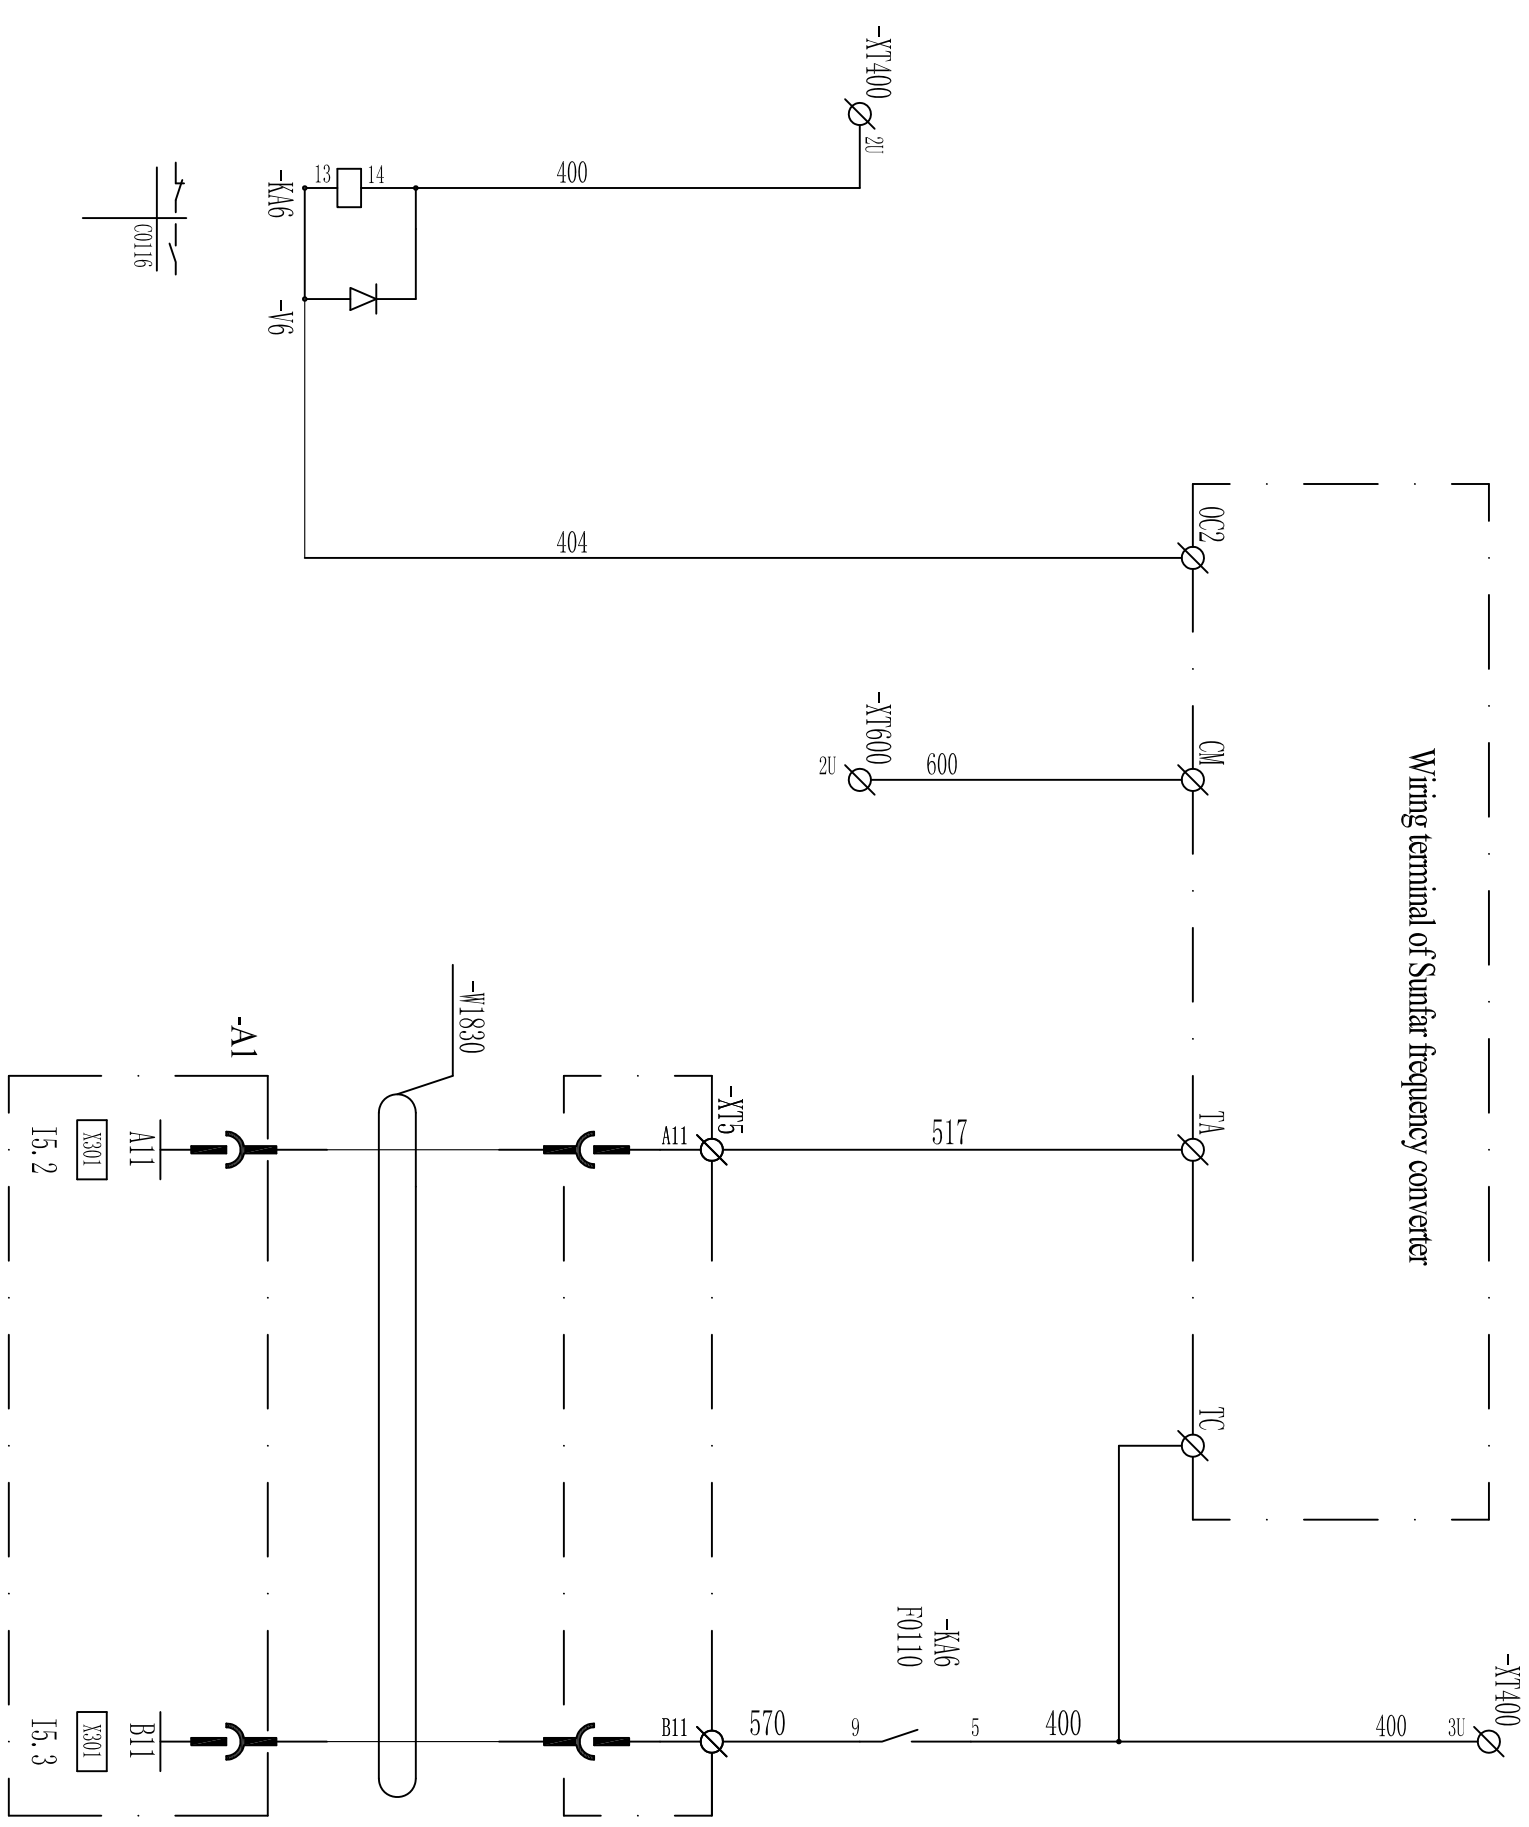 -XT400
2U
400
13
14
-KA6
-V6
C0116
404
OC2
CM
TA
TC
Wiring terminal of Sunfar frequency converter
-XT600
2U
600
517
-XT5
A11
B11
-W1830
-A1
A11
X301
I5.2
B11
X301
I5.3
570
9
5
-KA6
F0110
400
400
3U
-XT400